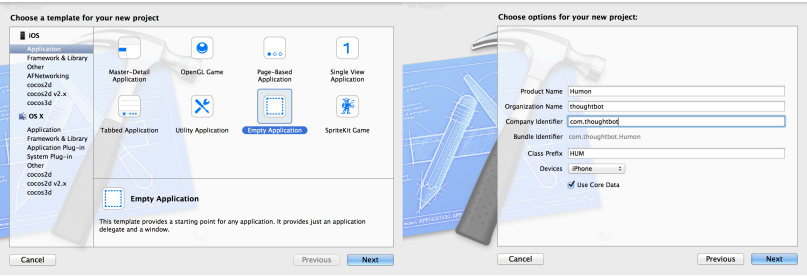 Choose a template for your new project
iOS
Application
Framework & Library
Other
AFNetworking
cocos2d
cocos2d v2.x
cocos3d
OS X
Application
Framework & Library
Application Plug-in
System Plug-in
Other
cocos2d
cocos2d v2.x
cocos3d
Master-Detail
Application
OpenGL Game
Page-Based
Application
1
Single View
Application
Tabbed Application
Utility Application
Empty Application
SpriteKit Game
Empty Application
This template provides a starting point for any application. It provides just an application
delegate and a window.
Cancel
Previous
Next
Choose options for your new project:
Product Name Humon
Organization Name thoughtbot
Company Identifier com.thoughtbot
Bundle Identifier com.thoughtbot.Humon
Class Prefix HUM
Devices iPhone
Use Core Data
Cancel
Previous
Next